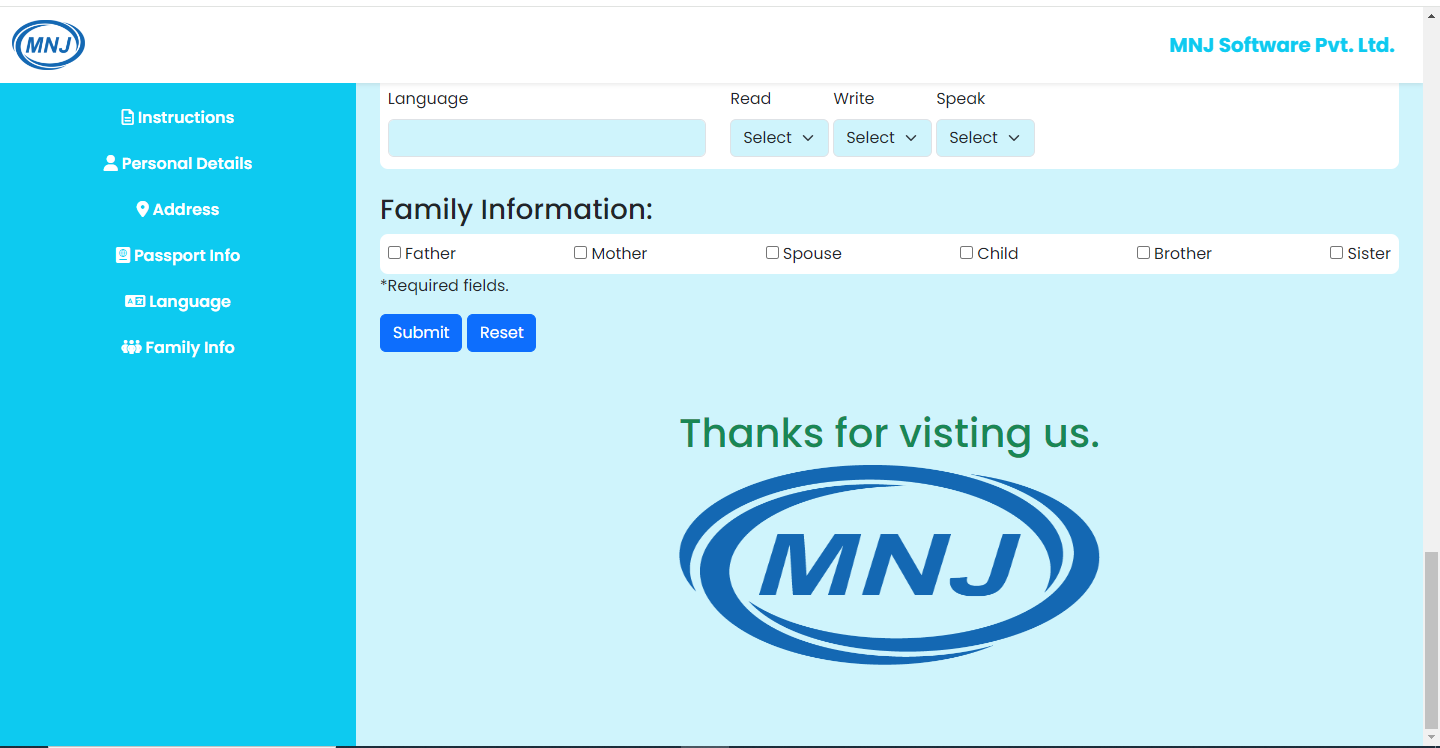 MNJ
MNJ Software Pvt. Ltd.
Instructions
Personal Details
Address
Passport Info
Language
Family Info
Language Read Write Speak
Select Select Select
Family Information:
Father Mother Spouse Child Brother Sister
*Required fields.
Submit Reset
Thanks for visting us.
MNJ